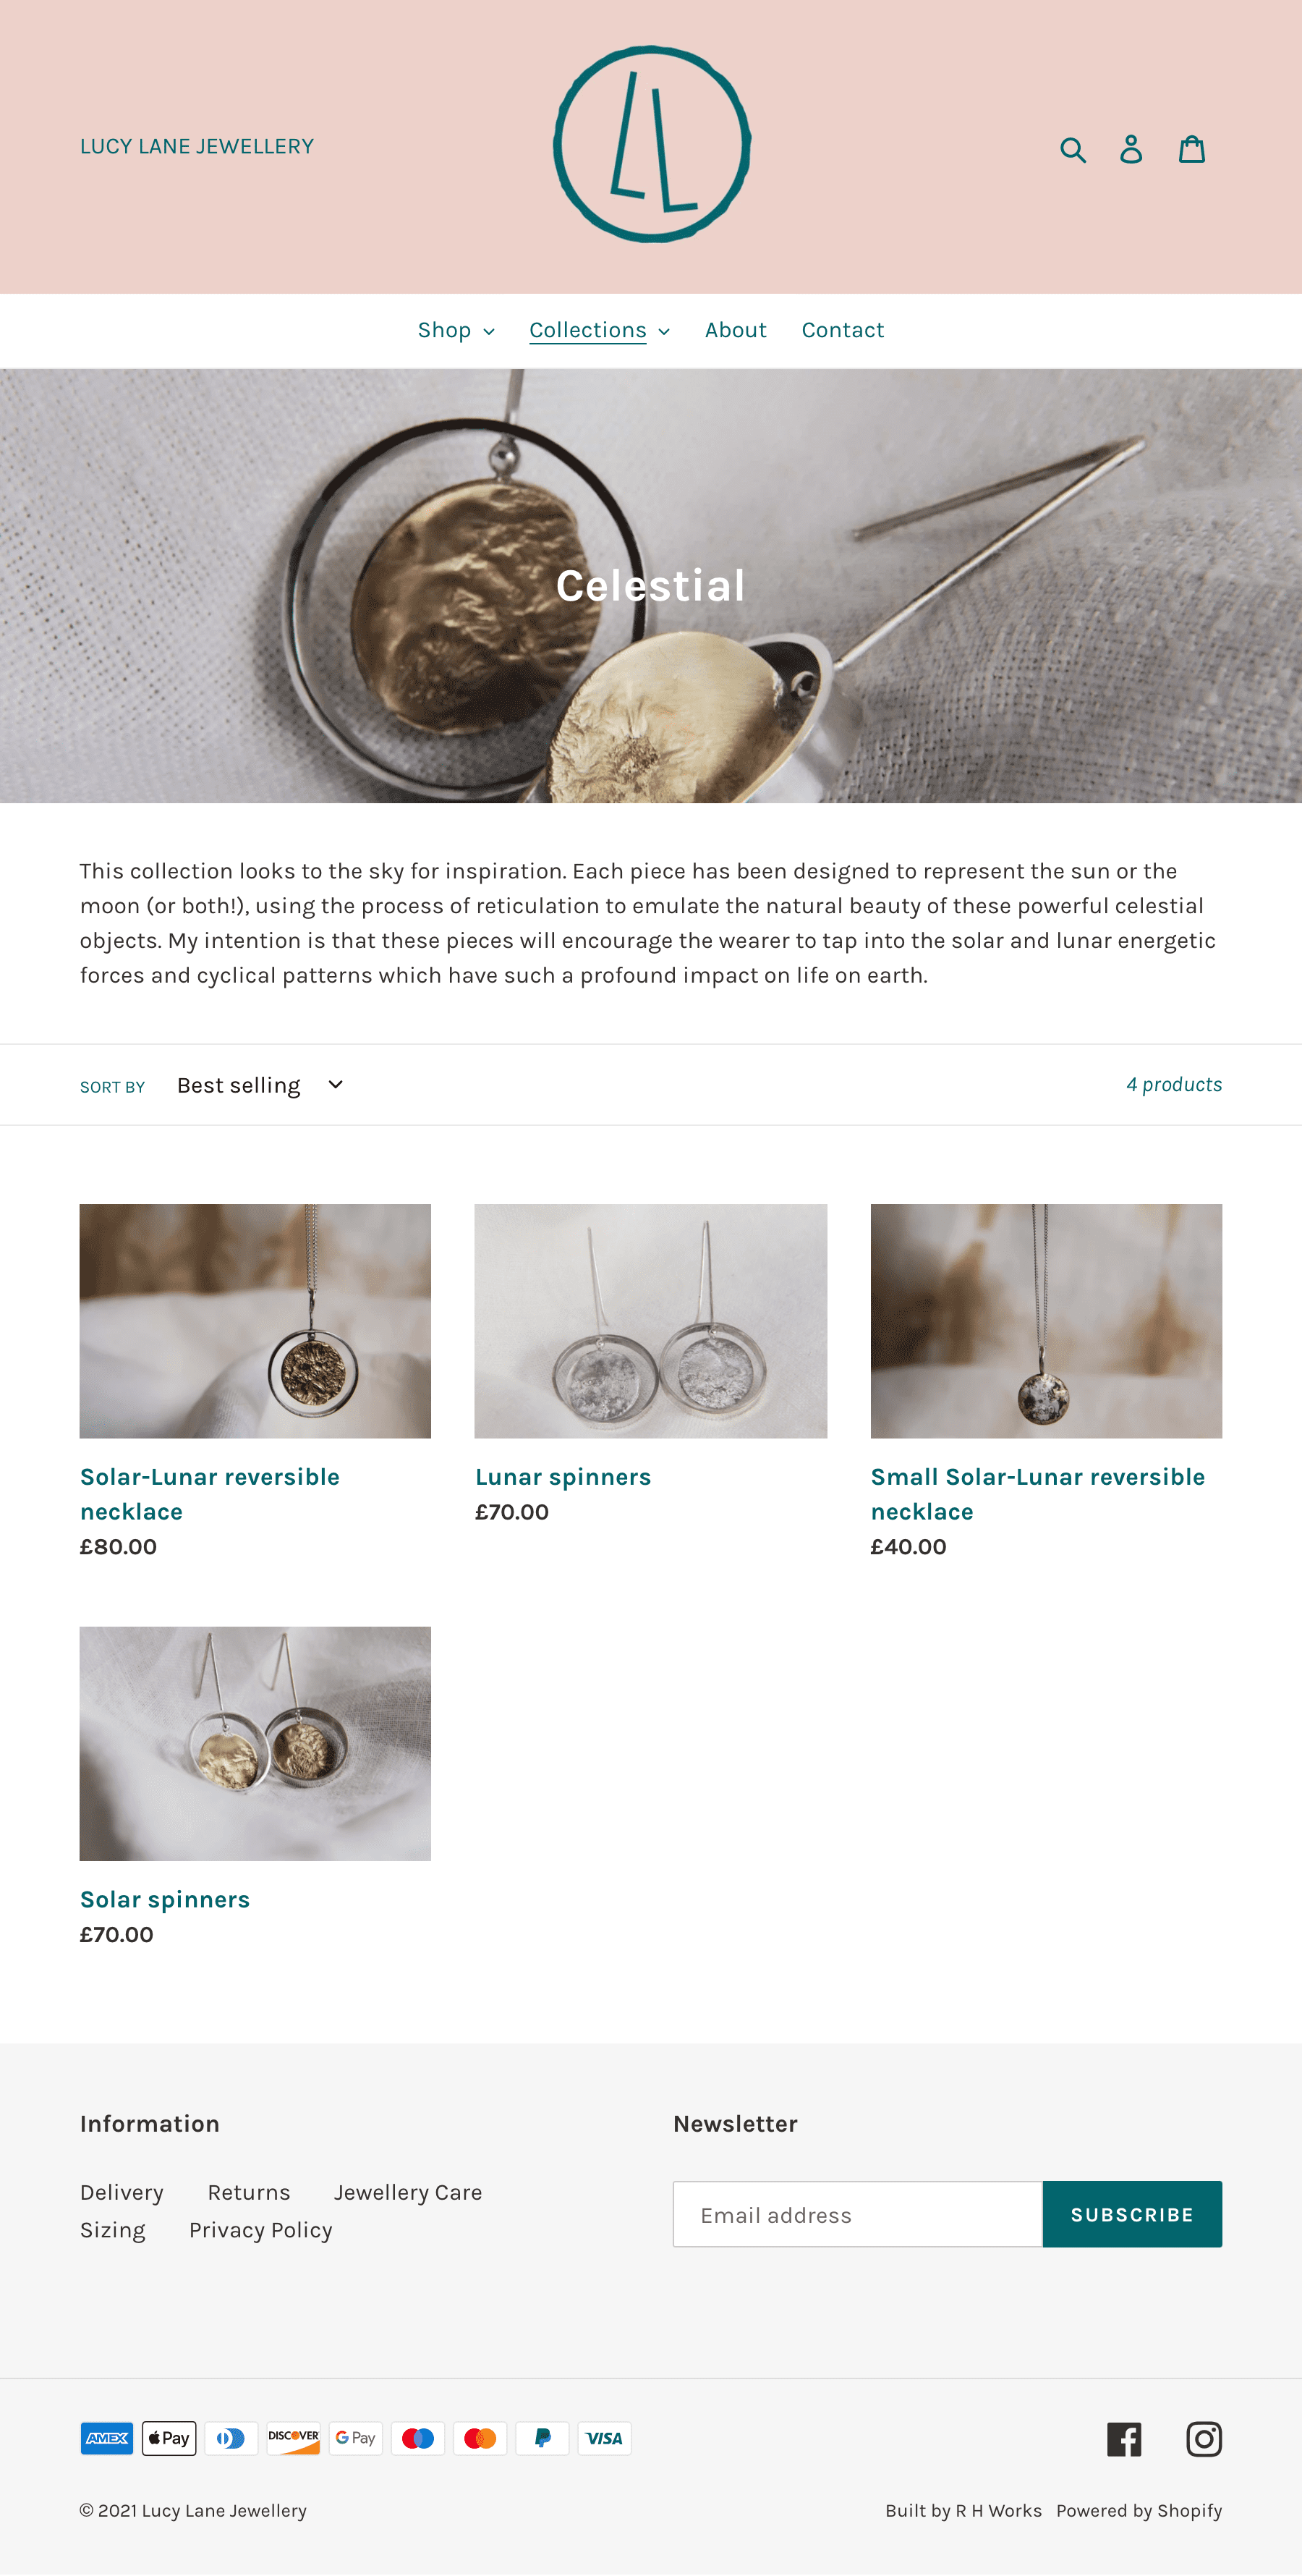 LUCY LANE JEWELLERY
LL
Shop
Collections
About
Contact
Celestial
This collection looks to the sky for inspiration. Each piece has been designed to represent the sun or the
moon (or both!), using the process of reticulation to emulate the natural beauty of these powerful celestial
objects. My intention is that these pieces will encourage the wearer to tap into the solar and lunar energetic
forces and cyclical patterns which have such a profound impact on life on earth.
SORT BY
Best selling
4 products
Solar-Lunar reversible
necklace
£80.00
Lunar spinners
£70.00
Small Solar-Lunar reversible
necklace
£40.00
Solar spinners
£70.00
Information
Delivery
Returns
Jewellery Care
Sizing
Privacy Policy
Newsletter
Email address
SUBSCRIBE
AMEX
Pay
DISCOVER
G Pay
VISA
© 2021 Lucy Lane Jewellery
Built by R H Works
Powered by Shopify